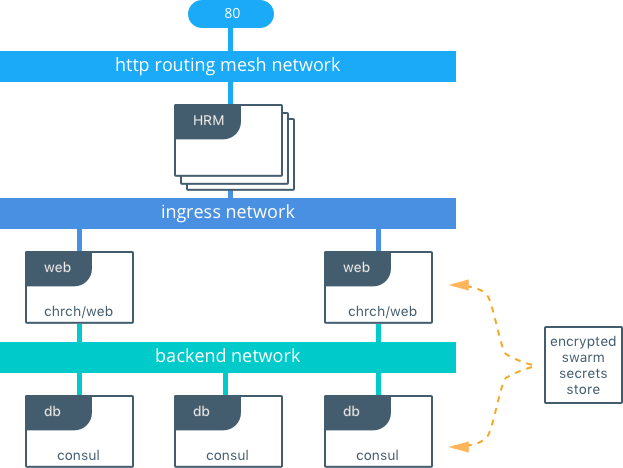 80
http routing mesh network
HRM
ingress network
web
chrch/web
web
chrch/web
encrypted
swarm
secrets
store
backend network
db
consul
db
consul
db
consul